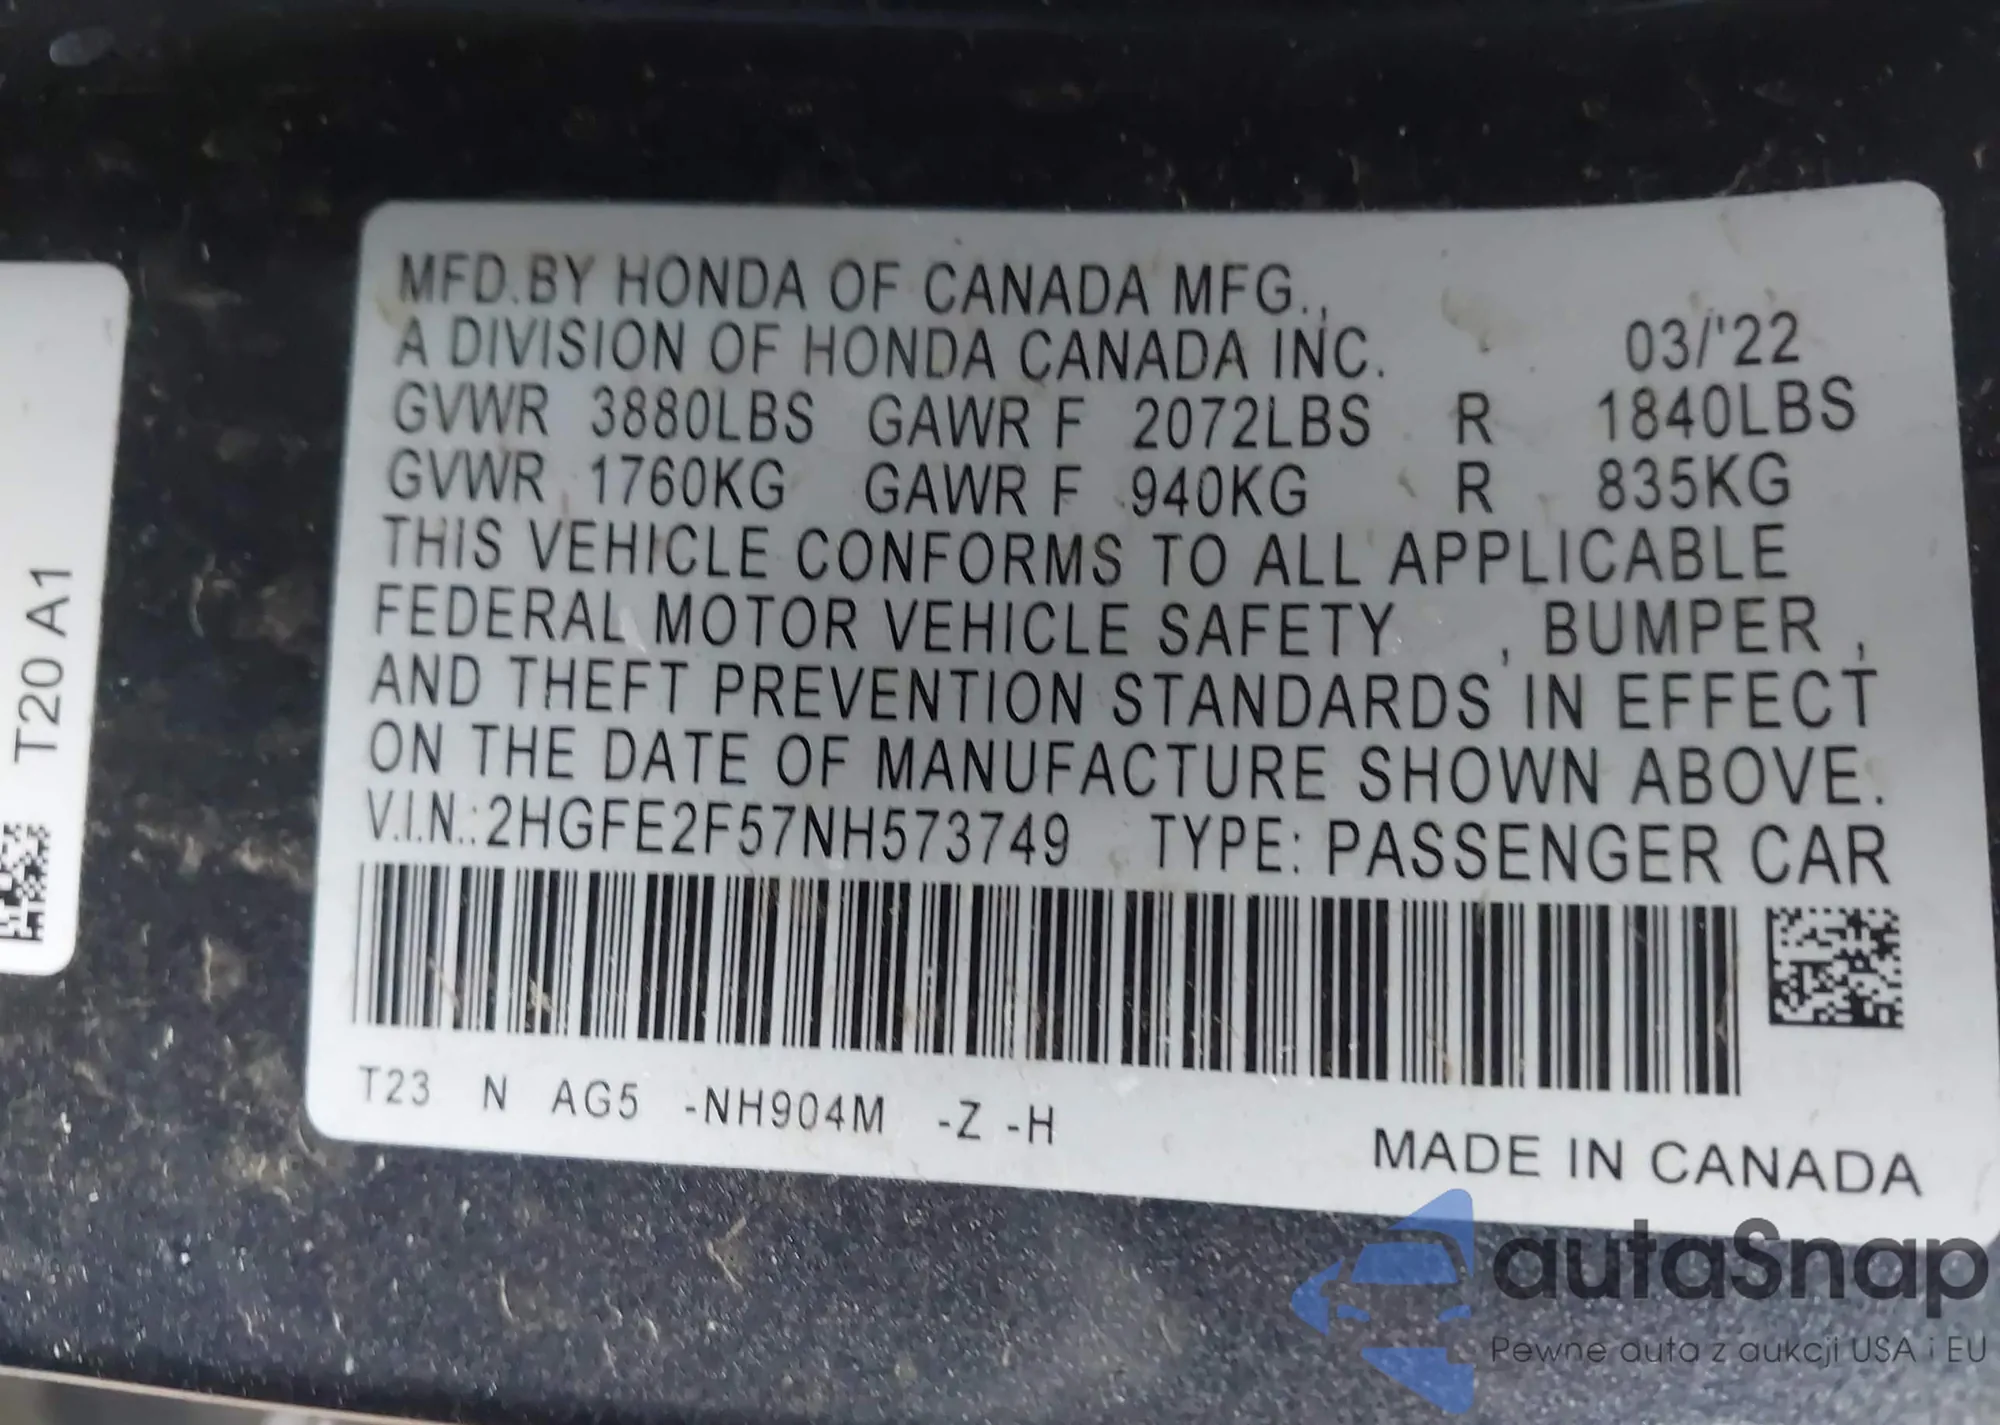 MFD.BY HONDA OF CANADA MFG.,
A DIVISION OF HONDA CANADA INC. 03/'22
GVWR 3880LBS GAWR F 2072LBS R 1840LBS
GVWR 1760KG GAWR F 940KG R 835KG
THIS VEHICLE CONFORMS TO ALL APPLICABLE
FEDERAL MOTOR VEHICLE SAFETY , BUMPER ,
AND THEFT PREVENTION STANDARDS IN EFFECT
ON THE DATE OF MANUFACTURE SHOWN ABOVE.
V.I.N.:2HGFE2F57NH573749 TYPE: PASSENGER CAR
T23 N AG5 -NH904M -Z -H
MADE IN CANADA
T20 A1
autaSnap
Pewne auta z aukcji USA i EU